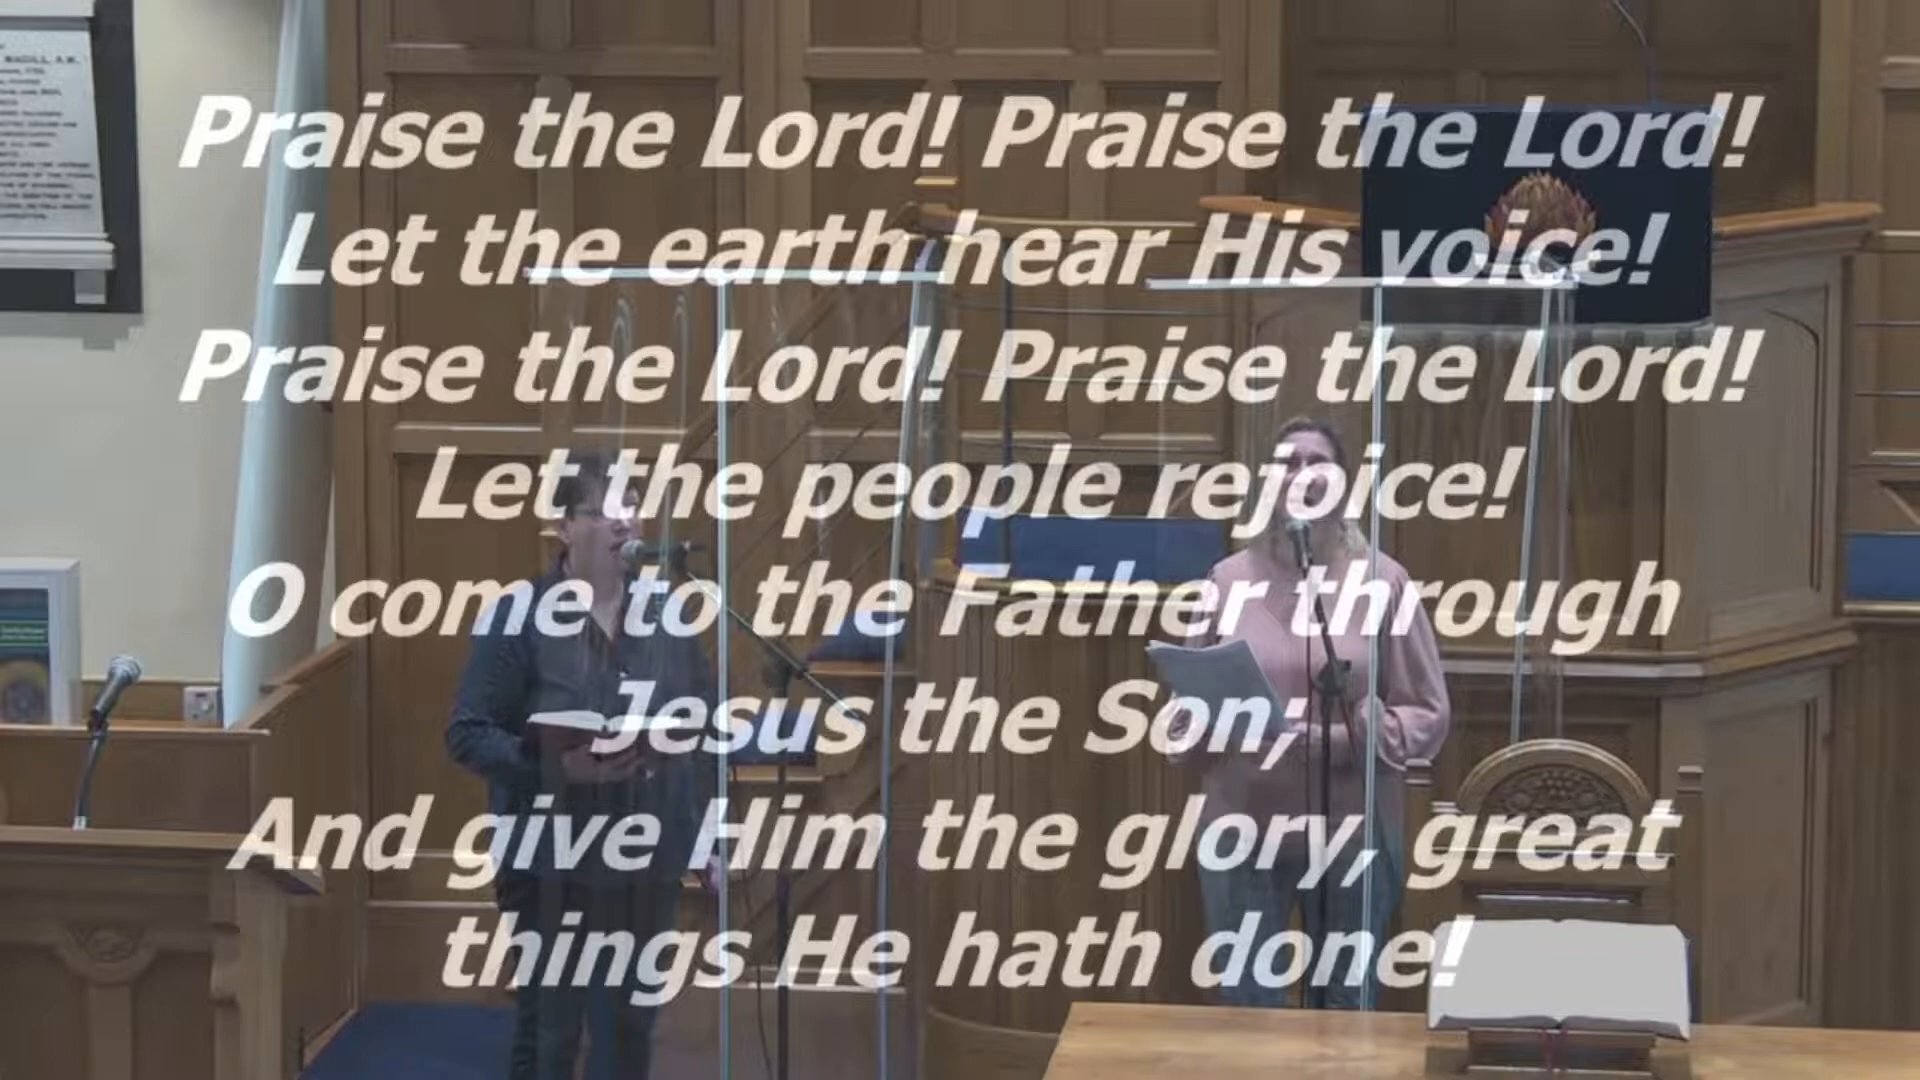 MAGILL, A.M.
Praise the Lord! Praise the Lord!
Let the earth hear His voice!
Praise the Lord! Praise the Lord!
Let the people rejoice!
O come to the Father through
Jesus the Son;
And give Him the glory, great
things He hath done!